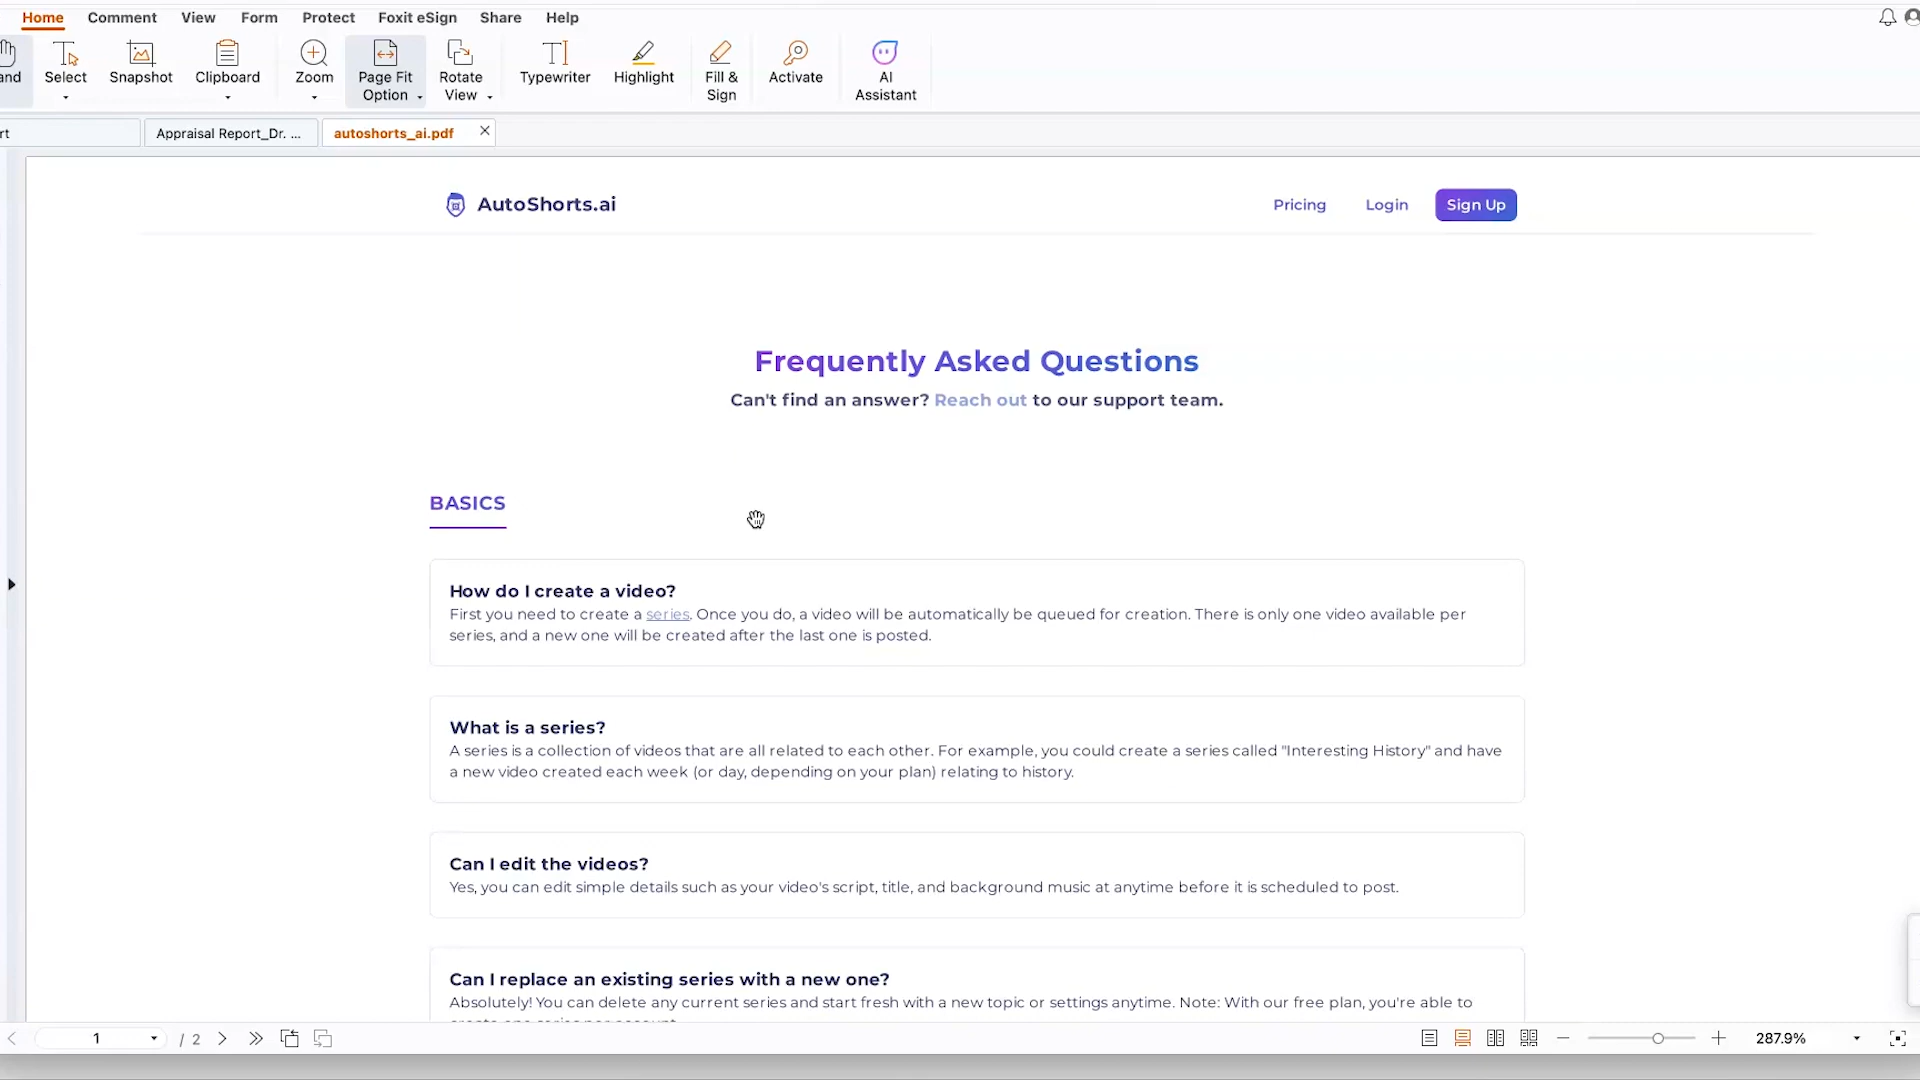 Home Comment View Form Protect Foxit eSign Share Help
and Select Snapshot Clipboard Zoom Page Fit Option Rotate View Typewriter Highlight Fill & Sign Activate AI Assistant
rt Appraisal Report_Dr. ... autoshorts_ai.pdf
AutoShorts.ai Pricing Login Sign Up
Frequently Asked Questions
Can't find an answer? Reach out to our support team.
BASICS
How do I create a video?
First you need to create a series. Once you do, a video will be automatically be queued for creation. There is only one video available per
series, and a new one will be created after the last one is posted.
What is a series?
A series is a collection of videos that are all related to each other. For example, you could create a series called "Interesting History" and have
a new video created each week (or day, depending on your plan) relating to history.
Can I edit the videos?
Yes, you can edit simple details such as your video's script, title, and background music at anytime before it is scheduled to post.
Can I replace an existing series with a new one?
Absolutely! You can delete any current series and start fresh with a new topic or settings anytime. Note: With our free plan, you're able to
1 / 2 287.9%